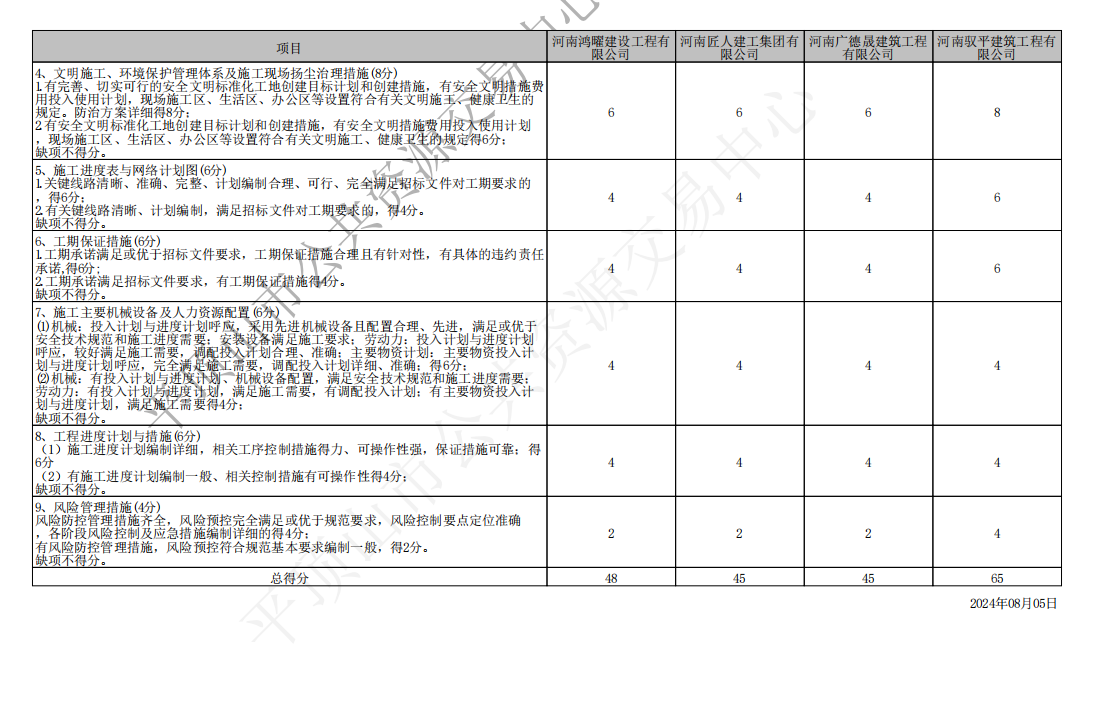 项目
河南鸿曜建设工程有
限公司
河南匠人建工集团有
限公司
河南广德晟建筑工程
有限公司
河南驭平建筑工程有
限公司
4、文明施工、环境保护管理体系及施工现场扬尘治理措施(8分)
1.有完善、切实可行的安全文明标准化工地创建目标计划和创建措施，有安全文明措施费
用投入使用计划，现场施工区、生活区、办公区等设置符合有关文明施工、健康卫生的
规定。防治方案详细得8分；
2.有安全文明标准化工地创建目标计划和创建措施，有安全文明措施费用投入使用计划
，现场施工区、生活区、办公区等设置符合有关文明施工、健康卫生的规定得6分；
缺项不得分。
6
6
6
8
5、施工进度表与网络计划图(6分)
1.关键线路清晰、准确、完整、计划编制合理、可行、完全满足招标文件对工期要求的
，得6分；
2.有关键线路清晰、计划编制，满足招标文件对工期要求的，得4分。
缺项不得分。
4
4
4
6
6、工期保证措施(6分)
1.工期承诺满足或优于招标文件要求，工期保证措施合理且有针对性，有具体的违约责任
承诺,得6分;
2.工期承诺满足招标文件要求，有工期保证措施得4分。
缺项不得分。
4
4
4
6
7、施工主要机械设备及人力资源配置(6分)
(1)机械：投入计划与进度计划呼应，采用先进机械设备且配置合理、先进，满足或优于
安全技术规范和施工进度需要；安装设备满足施工要求；劳动力：投入计划与进度计划
呼应，较好满足施工需要，调配投入计划合理、准确；主要物资计划：主要物资投入计
划与进度计划呼应，完全满足施工需要，调配投入计划详细、准确；得6分；
(2)机械：有投入计划与进度计划、机械设备配置，满足安全技术规范和施工进度需要；
劳动力：有投入计划与进度计划，满足施工需要，有调配投入计划；有主要物资投入计
划与进度计划，满足施工需要得4分；
缺项不得分。
4
4
4
4
8、工程进度计划与措施(6分)
（1）施工进度计划编制详细，相关工序控制措施得力、可操作性强，保证措施可靠；得
6分
（2）有施工进度计划编制一般、相关控制措施有可操作性得4分；
缺项不得分。
4
4
4
4
9、风险管理措施(4分)
风险防控管理措施齐全，风险预控完全满足或优于规范要求，风险控制要点定位准确
，各阶段风险控制及应急措施编制详细的得4分；
有风险防控管理措施，风险预控符合规范基本要求编制一般，得2分。
缺项不得分。
2
2
2
4
总得分
48
45
45
65
2024年08月05日
平顶山市公共资源交易中心
平顶山市公共资源交易中心